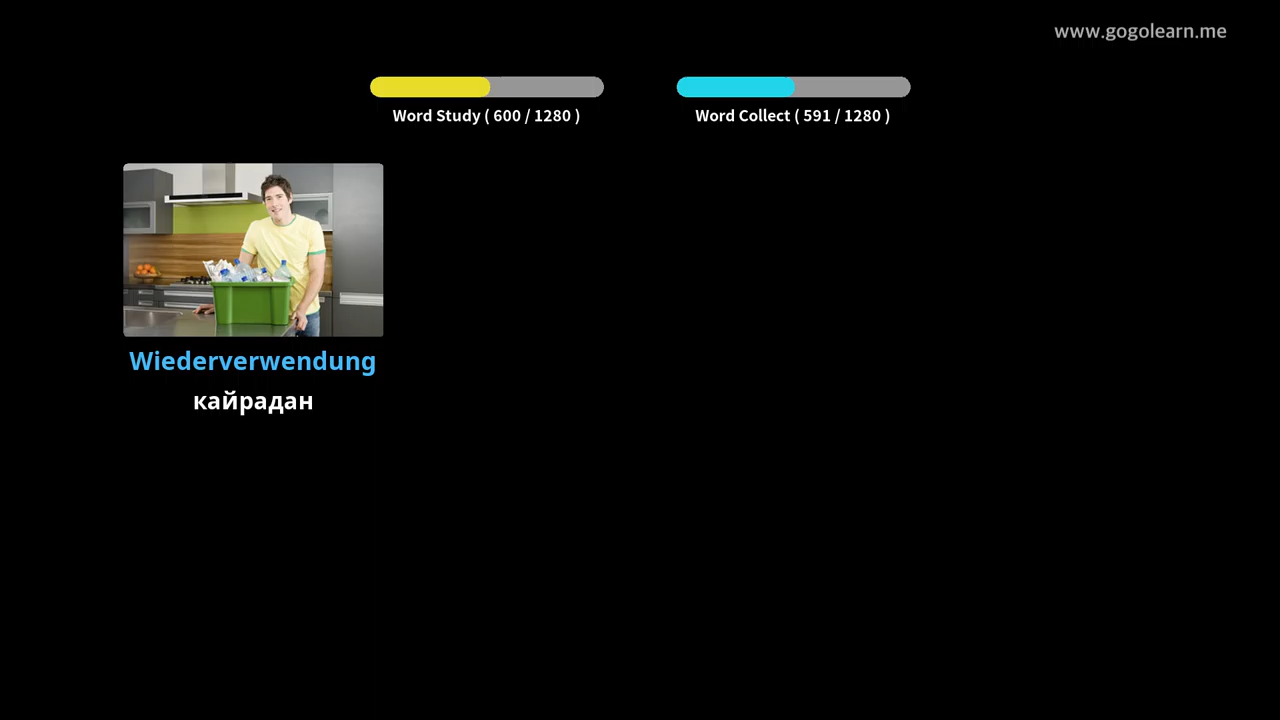 www.gogolearn.me
Word Study ( 600 / 1280 )
Word Collect ( 591 / 1280 )
Wiederverwendung
кайрадан